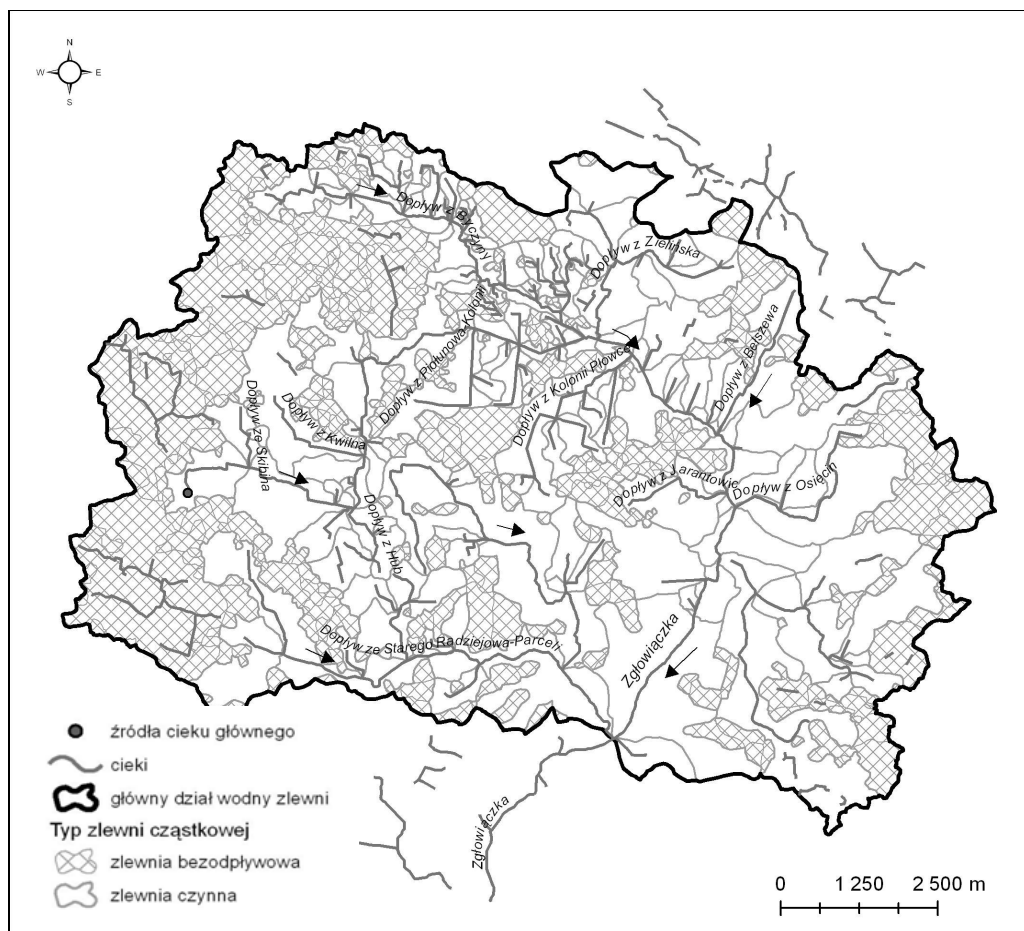 N
W E
S
Dopływ z Byczyny
Dopływ z Zielińska
Dopływ z Piołunowa-Kolonii
Dopływ z Kolonii Płowce
Dopływ z Bełszewa
Dopływ ze Skibina
Dopływ z Kwilna
Dopływ z Jarantowic
Dopływ z Osięcin
Dopływ z Hub
Dopływ ze Starego Radziejowa-Parceli
Zgłowiączka
Zgłowiączka
źródła cieku głównego
cieki
główny dział wodny zlewni
Typ zlewni cząstkowej
zlewnia bezodpływowa
zlewnia czynna
0 1 250 2 500 m